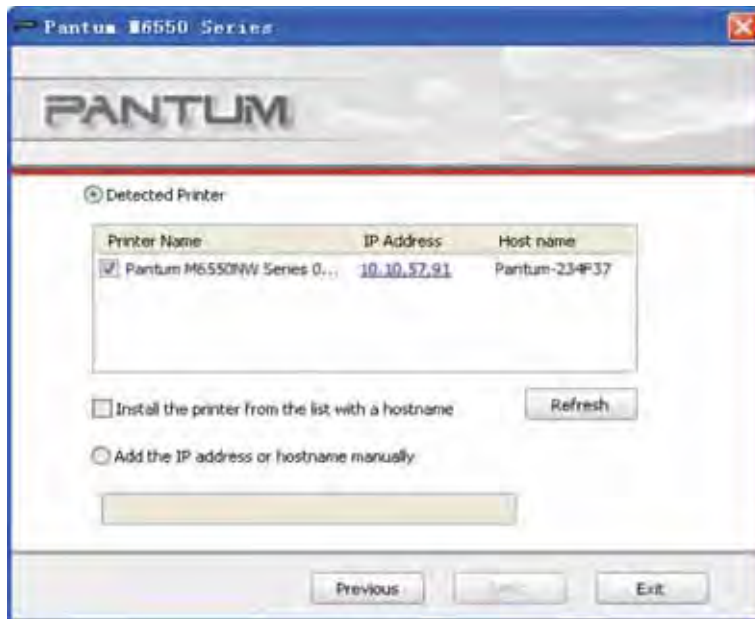 Pantum M6550 Series
PANTUM
Detected Printer
Printer Name IP Address Host name
Pantum M6550NW Series 0... 10.10.57.91 Pantum-234F37
Install the printer from the list with a hostname Refresh
Add the IP address or hostname manually
Previous Exit